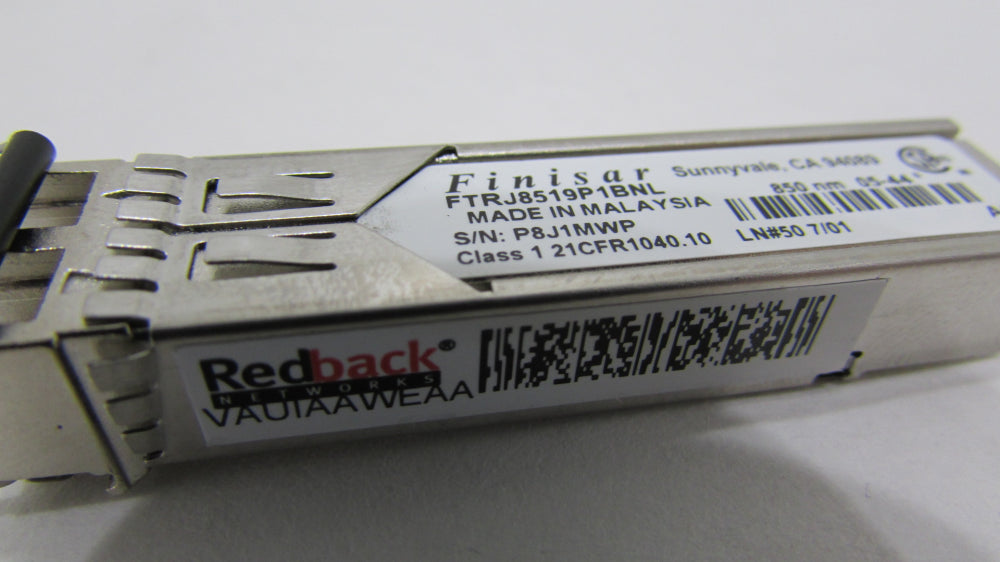 Finisar Sunnyvale, CA 94089
FTRJ8519P1BNL 850 nm 05-44
MADE IN MALAYSIA
S/N: P8J1MWP
Class 1 21CFR1040.10 LN#50 7/01
Redback®
NETWORKS
VAUIAAWEAA